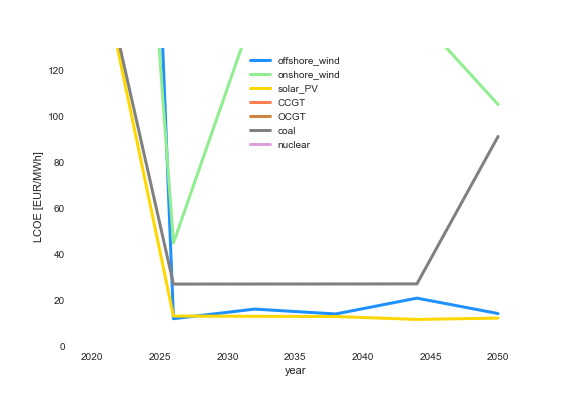 120
100
80
60
40
20
0
LCOE [EUR/MWh]
offshore_wind
onshore_wind
solar_PV
CCGT
OCGT
coal
nuclear
2020 2025 2030 2035 2040 2045 2050
year